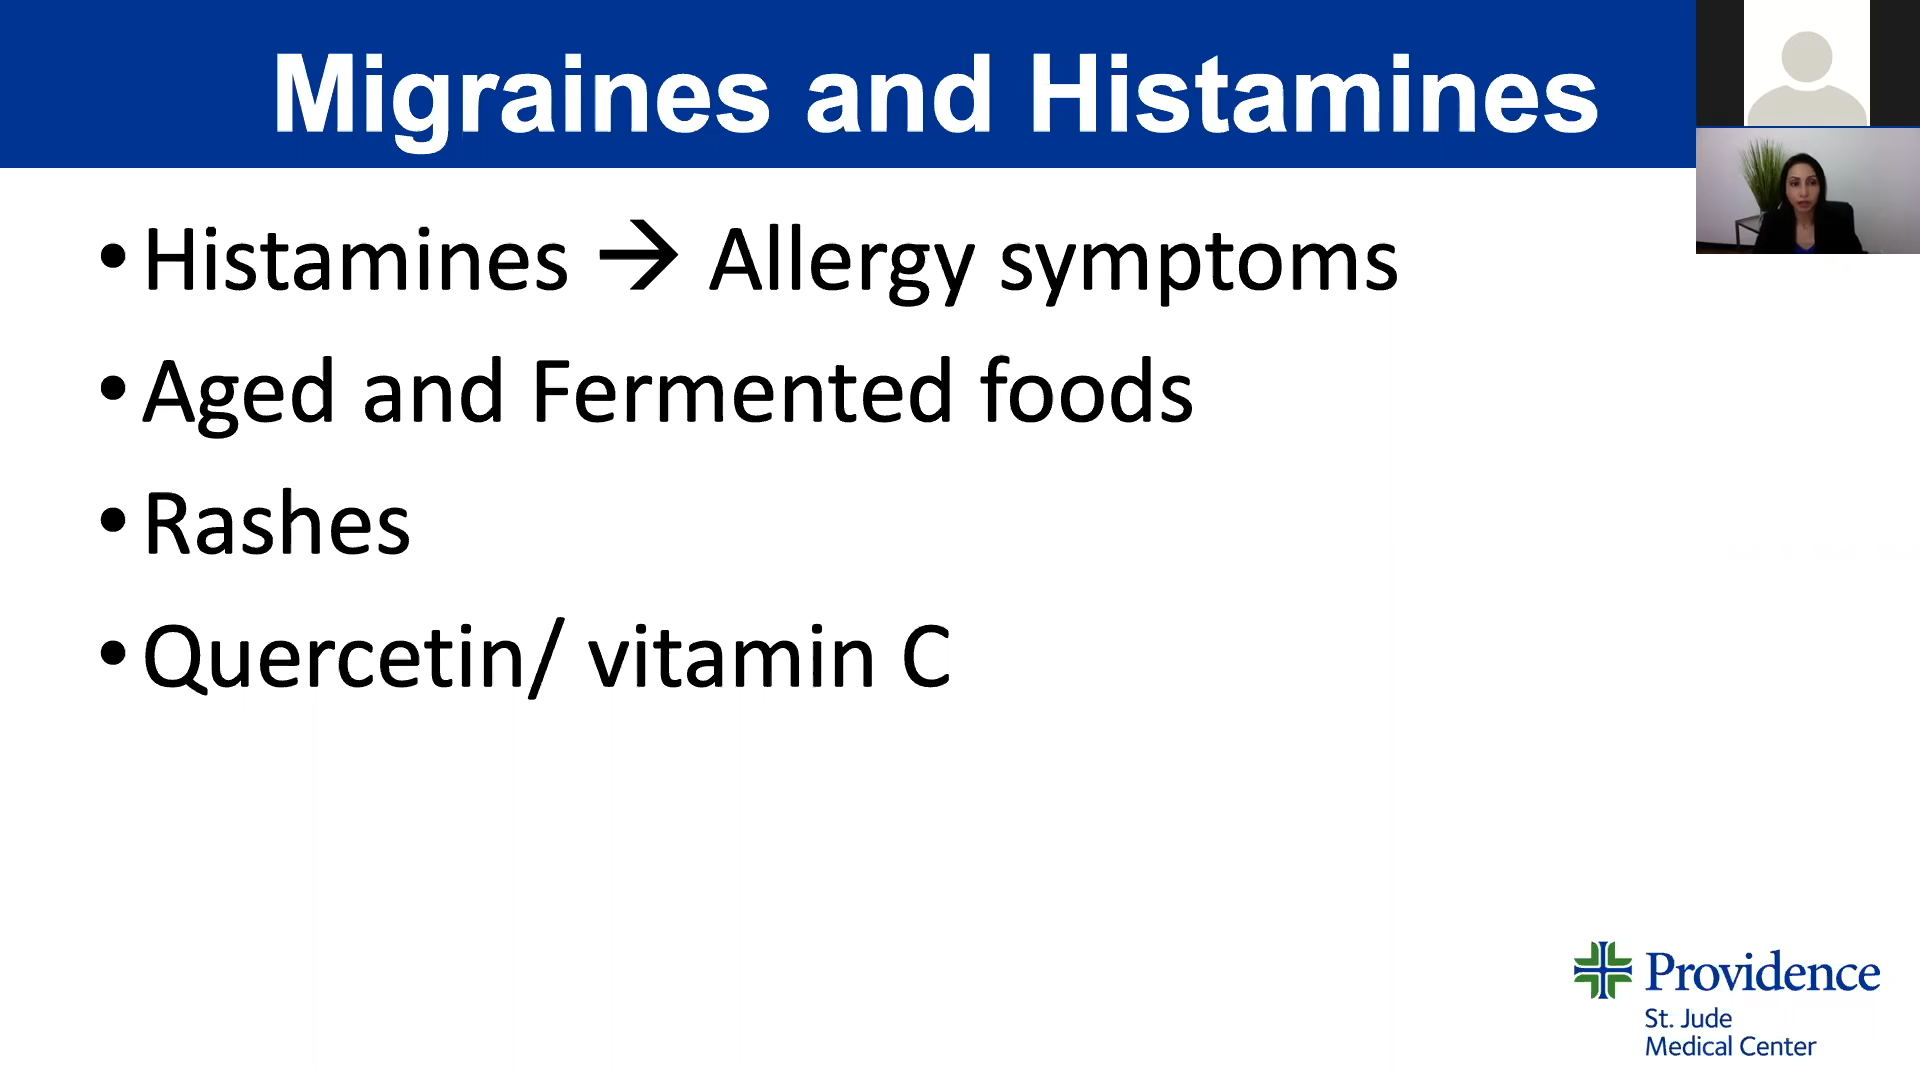 Migraines and Histamines
• Histamines → Allergy symptoms
• Aged and Fermented foods
• Rashes
• Quercetin/ vitamin C
Providence
St. Jude
Medical Center